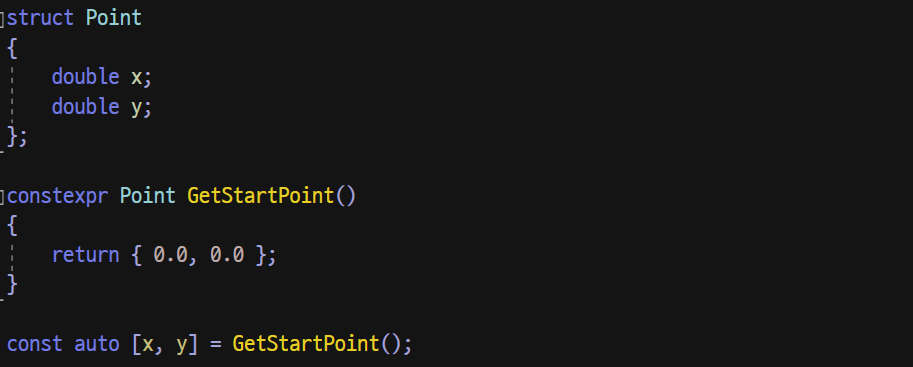 struct Point
{
    double x;
    double y;
};
constexpr Point GetStartPoint()
{
    return { 0.0, 0.0 };
}
const auto [x, y] = GetStartPoint();